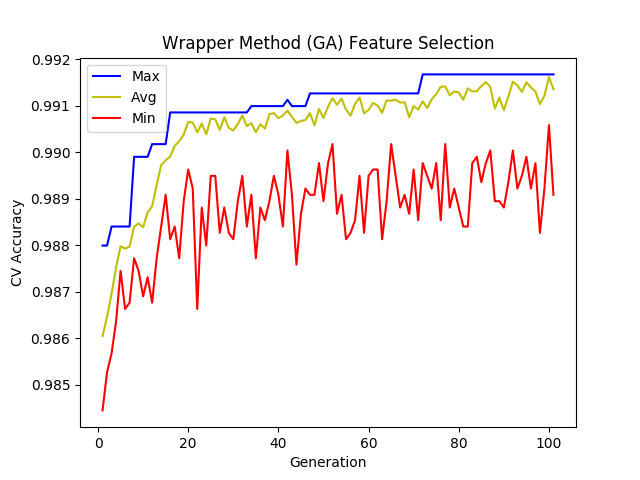 Wrapper Method (GA) Feature Selection
0.992
0.991
0.990
0.989
0.988
0.987
0.986
0.985
CV Accuracy
Max
Avg
Min
0 20 40 60 80 100
Generation